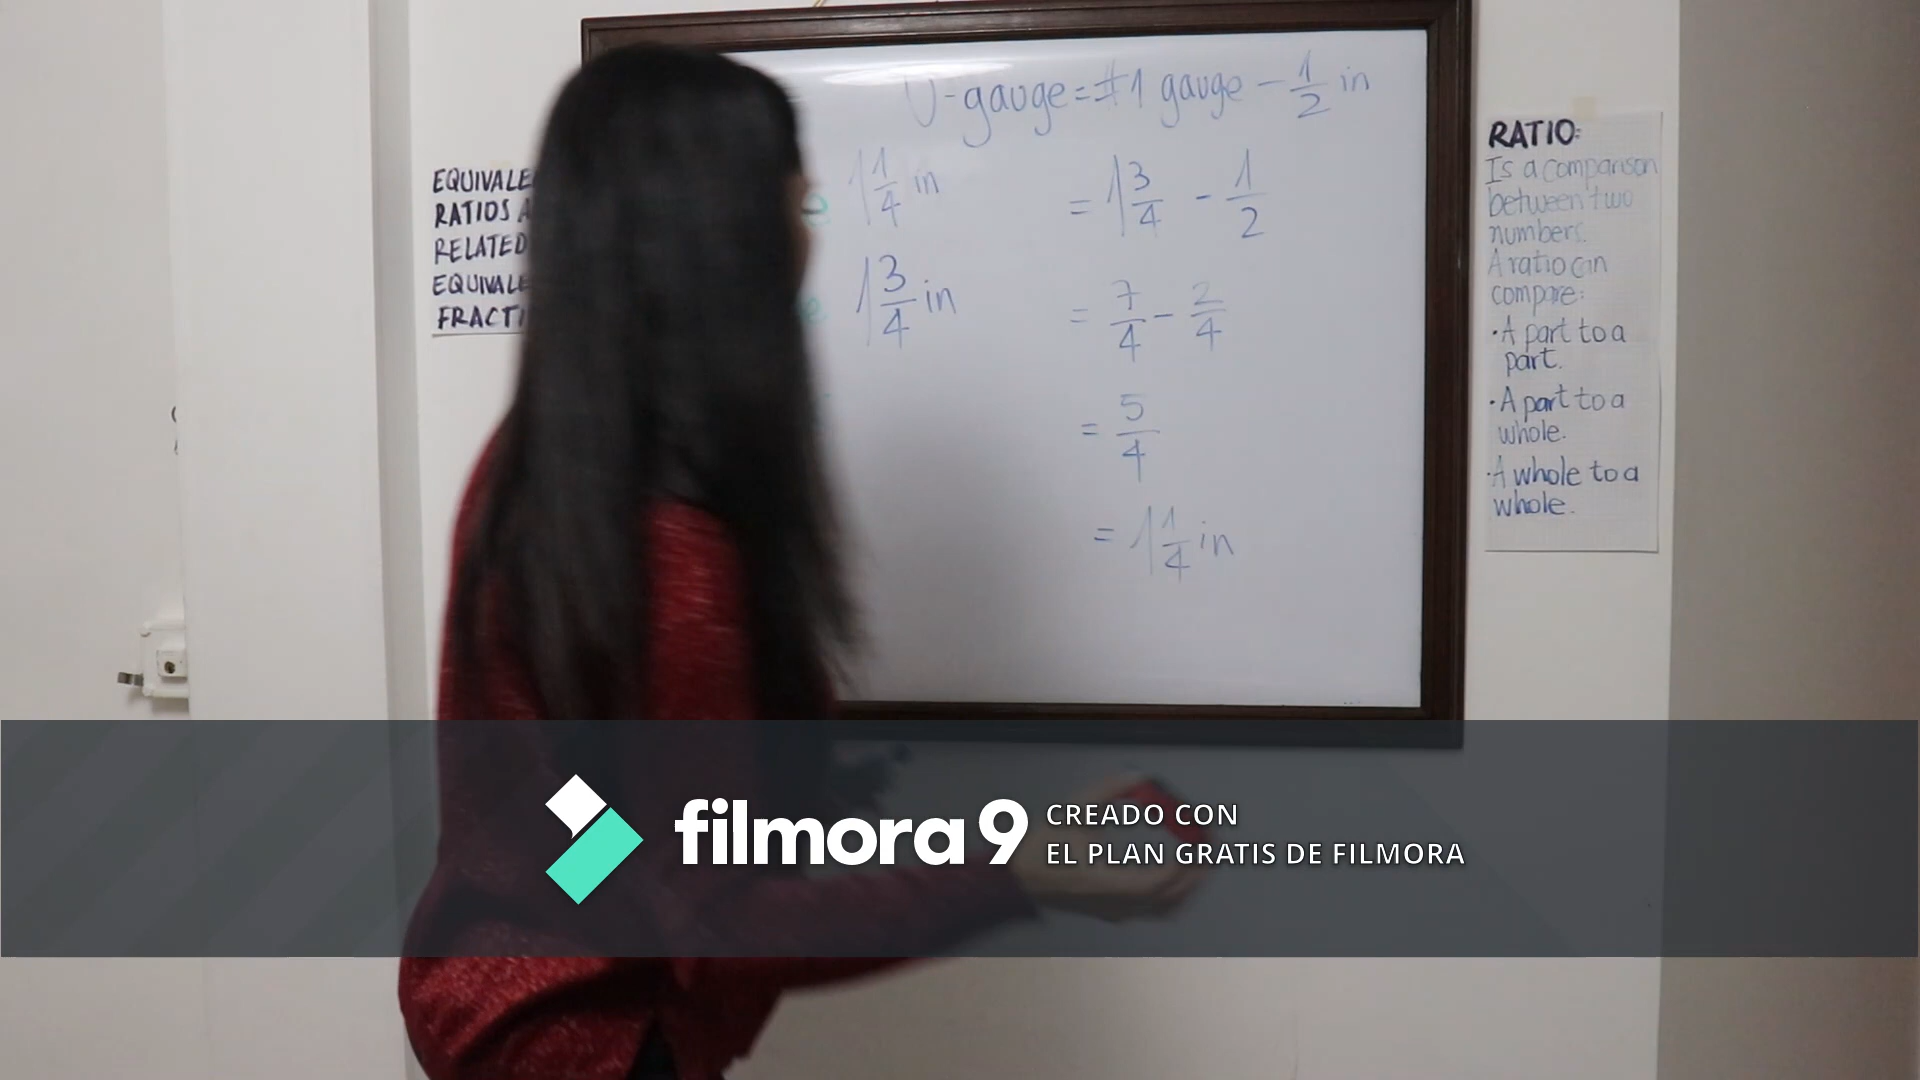 EQUIVALE
RATIOS A
RELATED
EQUIVALE
FRACTI
U-gauge = #1 gauge - 1/2 in
1 1/4 in
1 3/4 in
= 1 3/4 - 1/2
= 7/4 - 2/4
= 5/4
= 1 1/4 in
RATIO:
Is a comparison
between two
numbers.
A ratio can
compare:
• A part to a
part.
• A part to a
whole.
• A whole to a
whole.
filmora 9
CREADO CON
EL PLAN GRATIS DE FILMORA